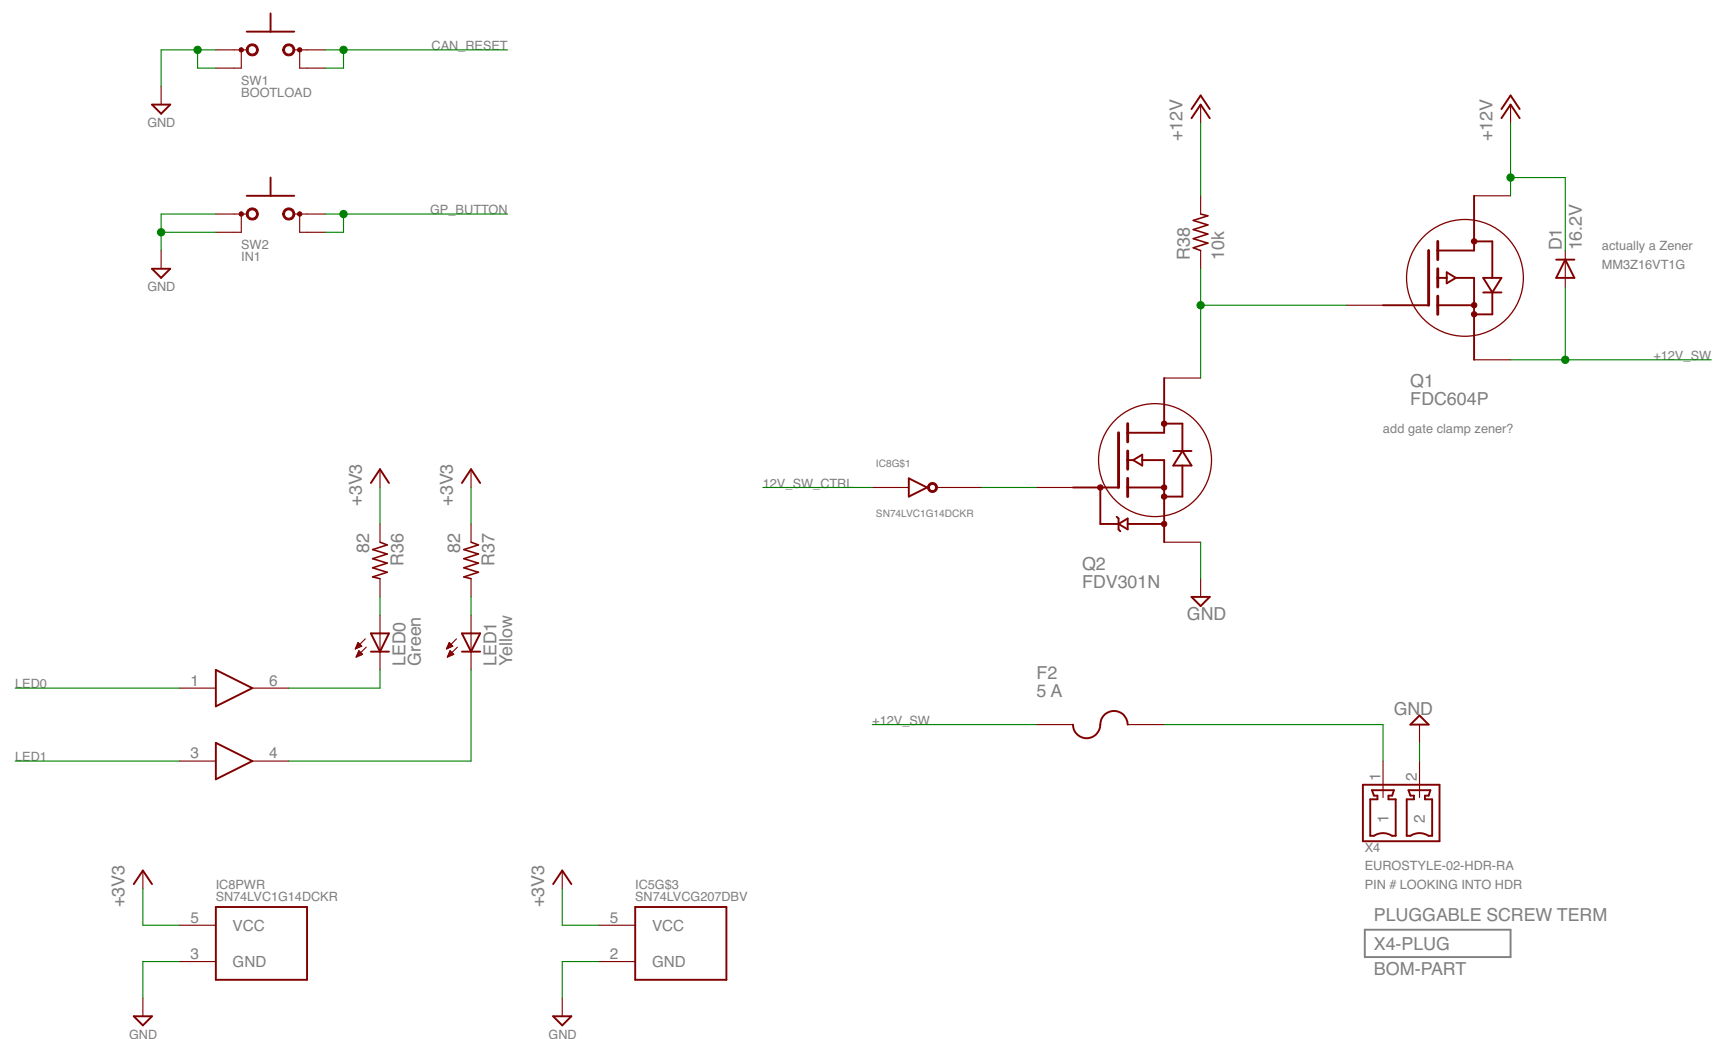 CAN_RESET
SW1
BOOTLOAD
GND
GP_BUTTON
SW2
IN1
GND
+12V
R38
10k
+12V
D1
16.2V
actually a Zener
MM3Z16VT1G
+12V_SW
Q1
FDC604P
add gate clamp zener?
IC8G$1
12V_SW_CTRL
SN74LVC1G14DCKR
Q2
FDV301N
GND
+3V3
+3V3
82
R36
82
R37
LED0
Green
LED1
Yellow
LED0
1
6
LED1
3
4
F2
5 A
+12V_SW
GND
1
2
1
2
X4
EUROSTYLE-02-HDR-RA
PIN # LOOKING INTO HDR
PLUGGABLE SCREW TERM
X4-PLUG
BOM-PART
+3V3
IC8PWR
SN74LVC1G14DCKR
5
VCC
3
GND
GND
+3V3
IC5G$3
SN74LVCG207DBV
5
VCC
2
GND
GND